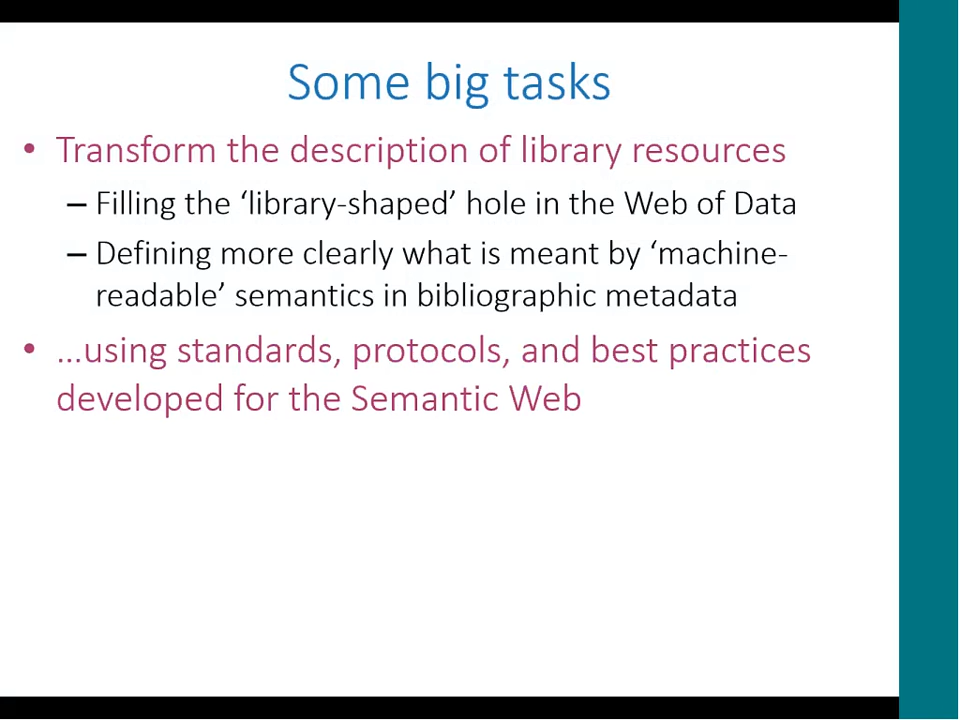 Some big tasks
• Transform the description of library resources
– Filling the ‘library-shaped’ hole in the Web of Data
– Defining more clearly what is meant by ‘machine-
readable’ semantics in bibliographic metadata
• …using standards, protocols, and best practices
developed for the Semantic Web